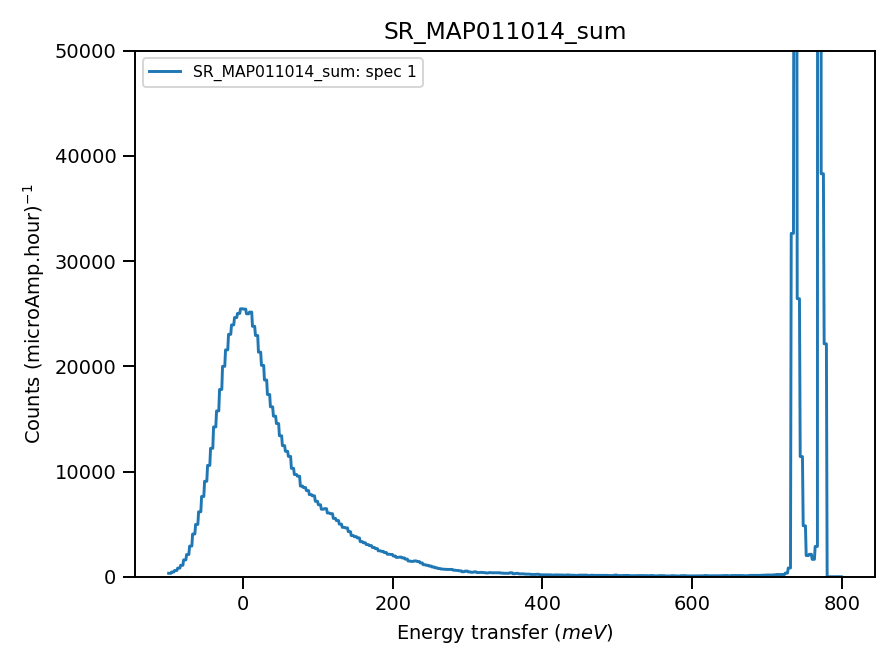 SR_MAP011014_sum
SR_MAP011014_sum: spec 1
50000
40000
30000
20000
10000
0
Counts (microAmp.hour)⁻¹
0 200 400 600 800
Energy transfer (meV)